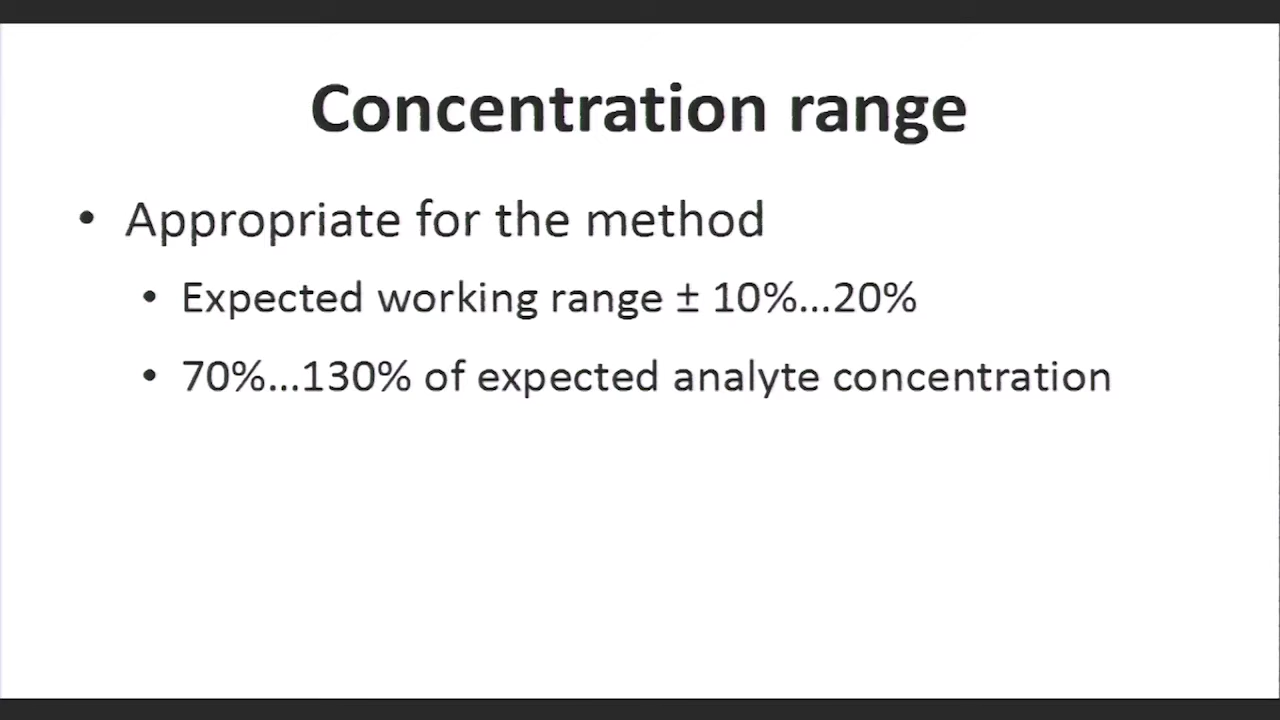 Concentration range
• Appropriate for the method
• Expected working range ± 10%...20%
• 70%...130% of expected analyte concentration